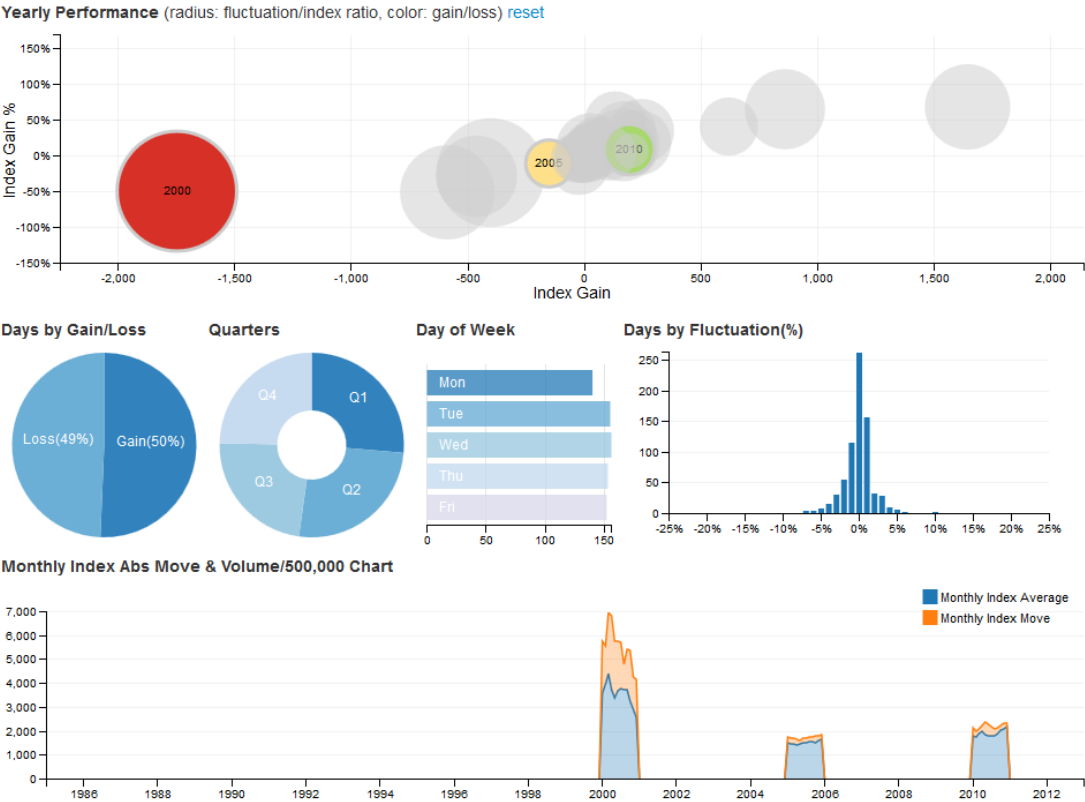 Yearly Performance (radius: fluctuation/index ratio, color: gain/loss) reset
150%
100%
50%
0%
-50%
-100%
-150%
Index Gain %
2000
2005
2010
-2,000
-1,500
-1,000
-500
0
500
1,000
1,500
2,000
Index Gain
Days by Gain/Loss
Loss(49%)
Gain(50%)
Quarters
Q4
Q1
Q3
Q2
Day of Week
Mon
Tue
Wed
Thu
Fri
0
50
100
150
Days by Fluctuation(%)
250
200
150
100
50
0
-25%
-20%
-15%
-10%
-5%
0%
5%
10%
15%
20%
25%
Monthly Index Abs Move & Volume/500,000 Chart
Monthly Index Average
Monthly Index Move
7,000
6,000
5,000
4,000
3,000
2,000
1,000
0
1986
1988
1990
1992
1994
1996
1998
2000
2002
2004
2006
2008
2010
2012